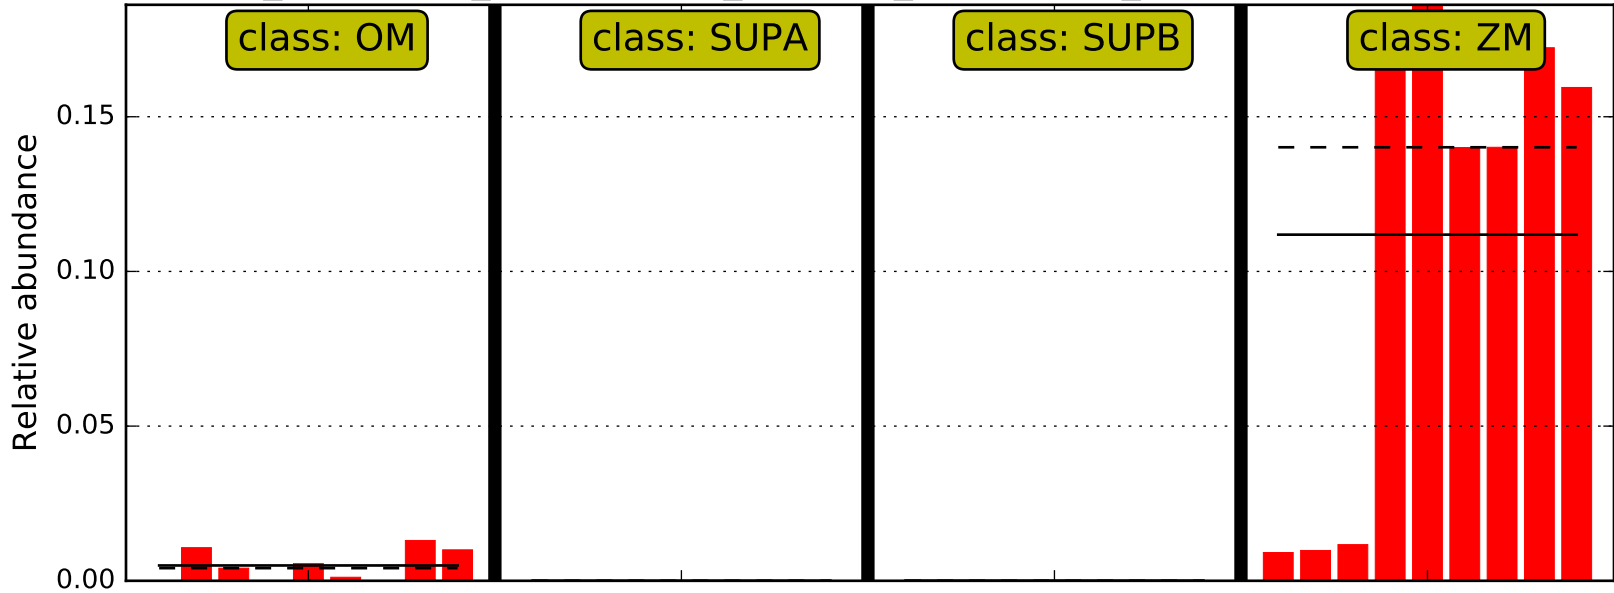 class: OM
class: SUPA
class: SUPB
class: ZM
Relative abundance
0.15
0.10
0.05
0.00